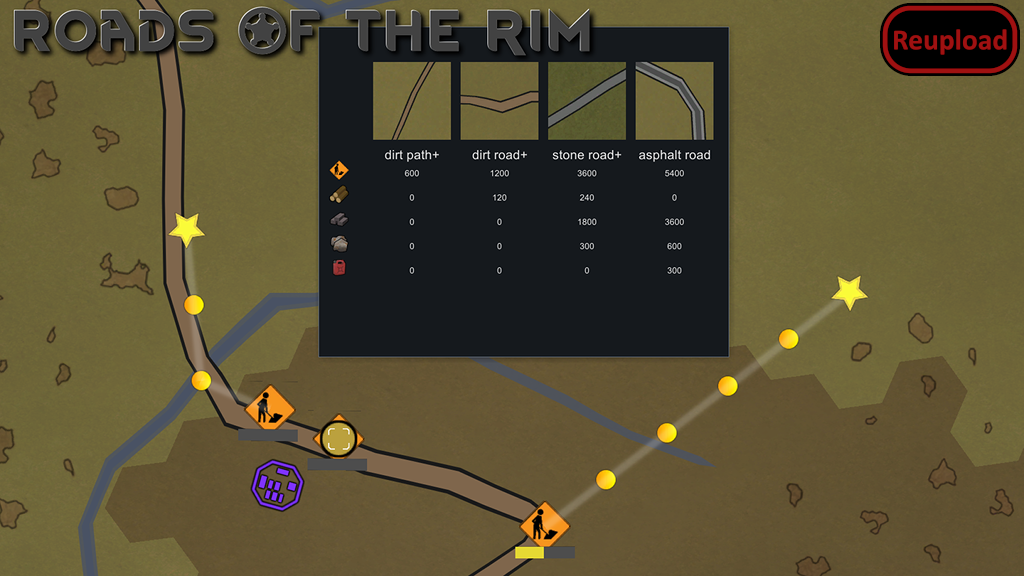 ROADS OF THE RIM
Reupload
dirt path+ dirt road+ stone road+ asphalt road
600 1200 3600 5400
0 120 240 0
0 0 1800 3600
0 0 300 600
0 0 0 300